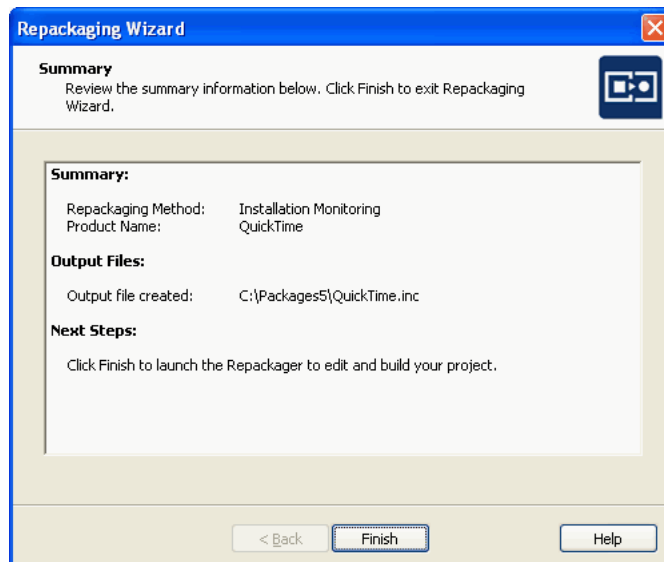 Repackaging Wizard
Summary
Review the summary information below. Click Finish to exit Repackaging
Wizard.
Summary:
Repackaging Method: Installation Monitoring
Product Name: QuickTime
Output Files:
Output file created: C:\Packages5\QuickTime.inc
Next Steps:
Click Finish to launch the Repackager to edit and build your project.
< Back Finish Help